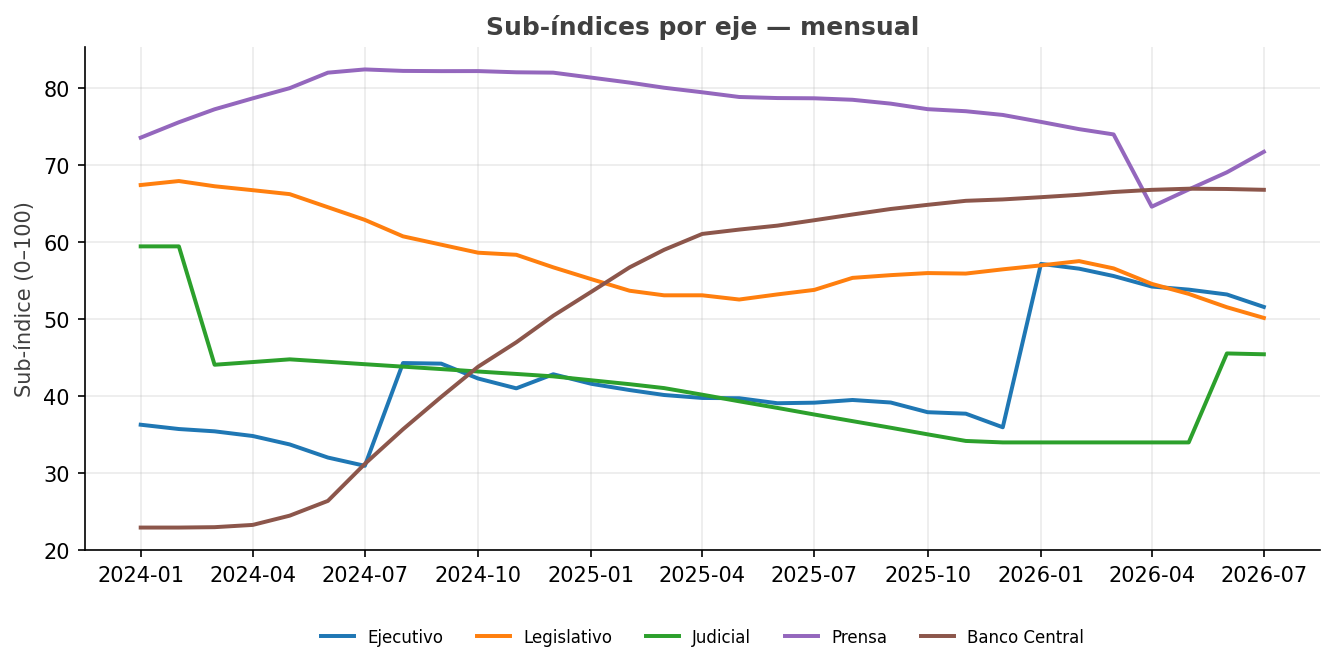 Sub-índices por eje — mensual
Sub-índice (0–100)
80
70
60
50
40
30
20
2024-01 2024-04 2024-07 2024-10 2025-01 2025-04 2025-07 2025-10 2026-01 2026-04 2026-07
Ejecutivo Legislativo Judicial Prensa Banco Central